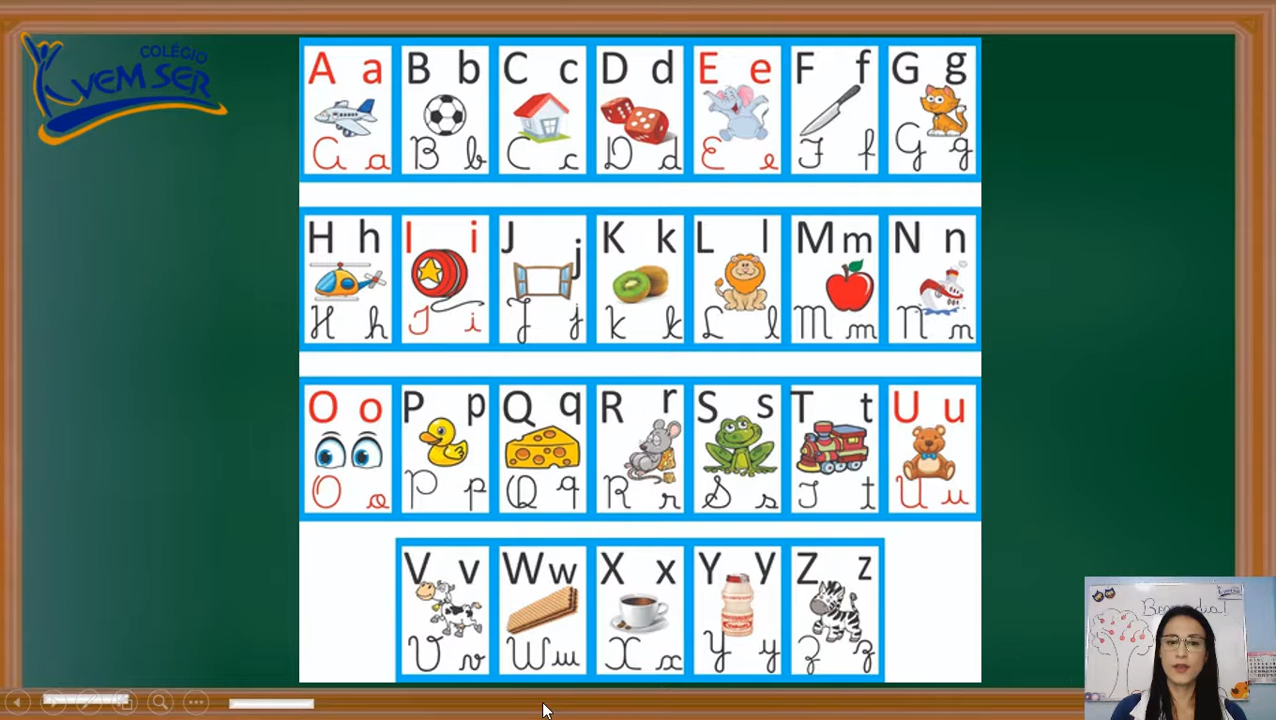 COLÉGIO
VEM SER
A a B b C c D d E e F f G g
A a B b C c D d E e F f G g
H h I i J j K k L l M m N n
H h I i J j K k L l M m N n
O o P p Q q R r S s T t U u
O o P p Q q R r S s T t U u
V v W w X x Y y Z z
V v W w X x Y y Z z
Bom dia!